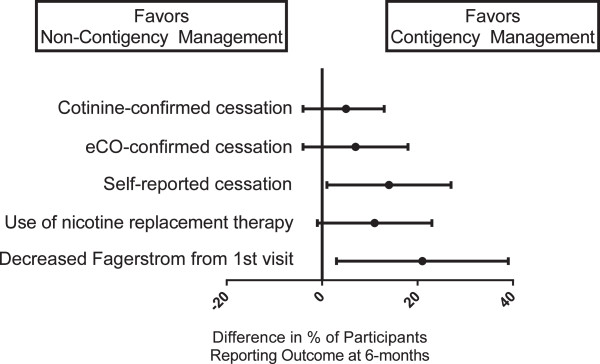 Favors
Non-Contigency Management
Favors
Contigency Management
Cotinine-confirmed cessation
eCO-confirmed cessation
Self-reported cessation
Use of nicotine replacement therapy
Decreased Fagerstrom from 1st visit
-20
0
20
40
Difference in % of Participants
Reporting Outcome at 6-months